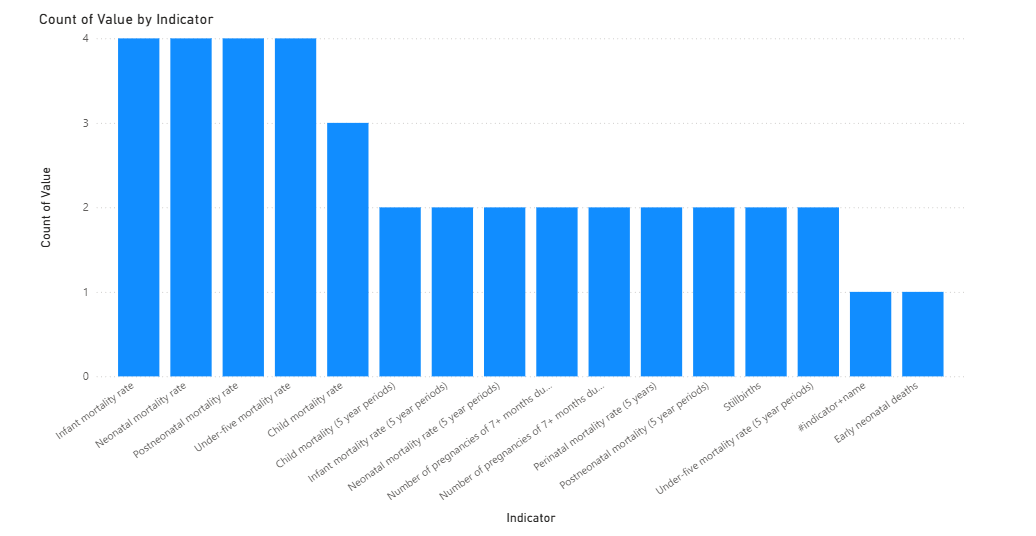 Count of Value by Indicator
4
3
2
1
0
Count of Value
Infant mortality rate
Neonatal mortality rate
Postneonatal mortality rate
Under-five mortality rate
Child mortality rate
Child mortality (5 year periods)
Infant mortality rate (5 year periods)
Neonatal mortality rate (5 year periods)
Number of pregnancies of 7+ months du...
Number of pregnancies of 7+ months du...
Perinatal mortality rate (5 years)
Postneonatal mortality (5 year periods)
Stillbirths
Under-five mortality rate (5 year periods)
#indicator+name
Early neonatal deaths
Indicator